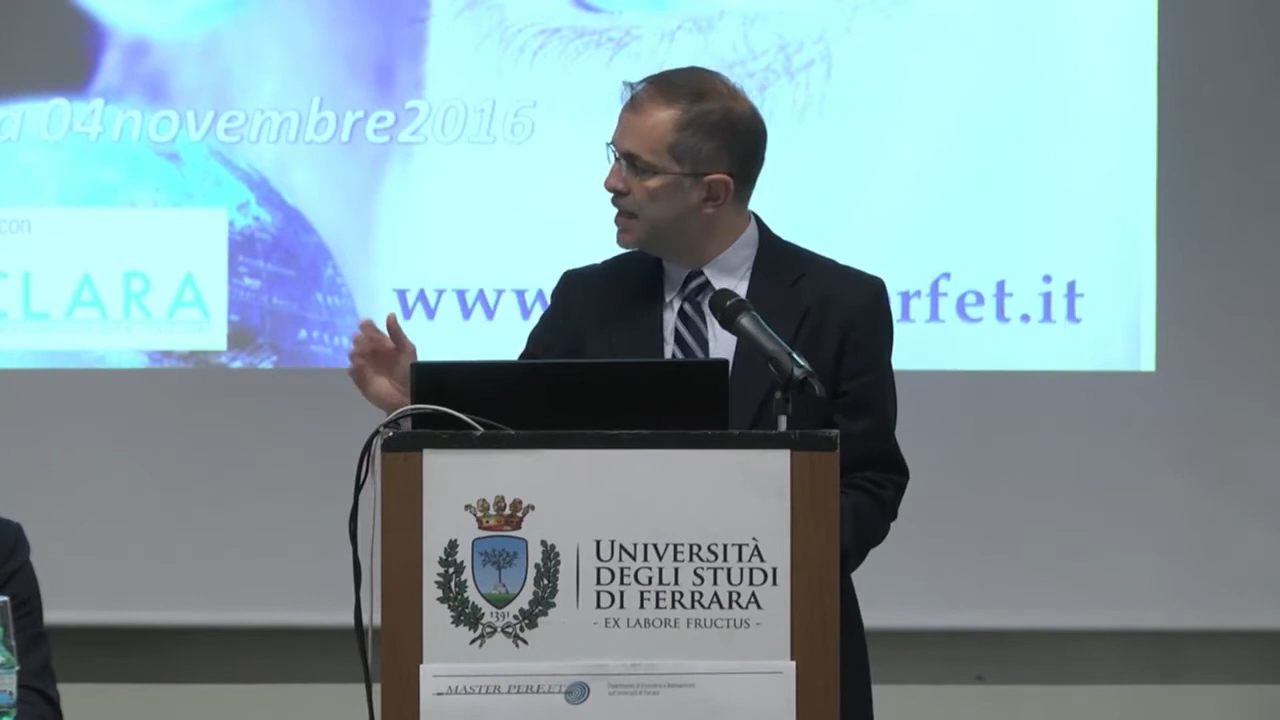 a 04novembre2016
con
CLARA
www.
erfet.it
UNIVERSITÀ
DEGLI STUDI
DI FERRARA
- EX LABORE FRUCTUS -
1391
MASTER PERFET